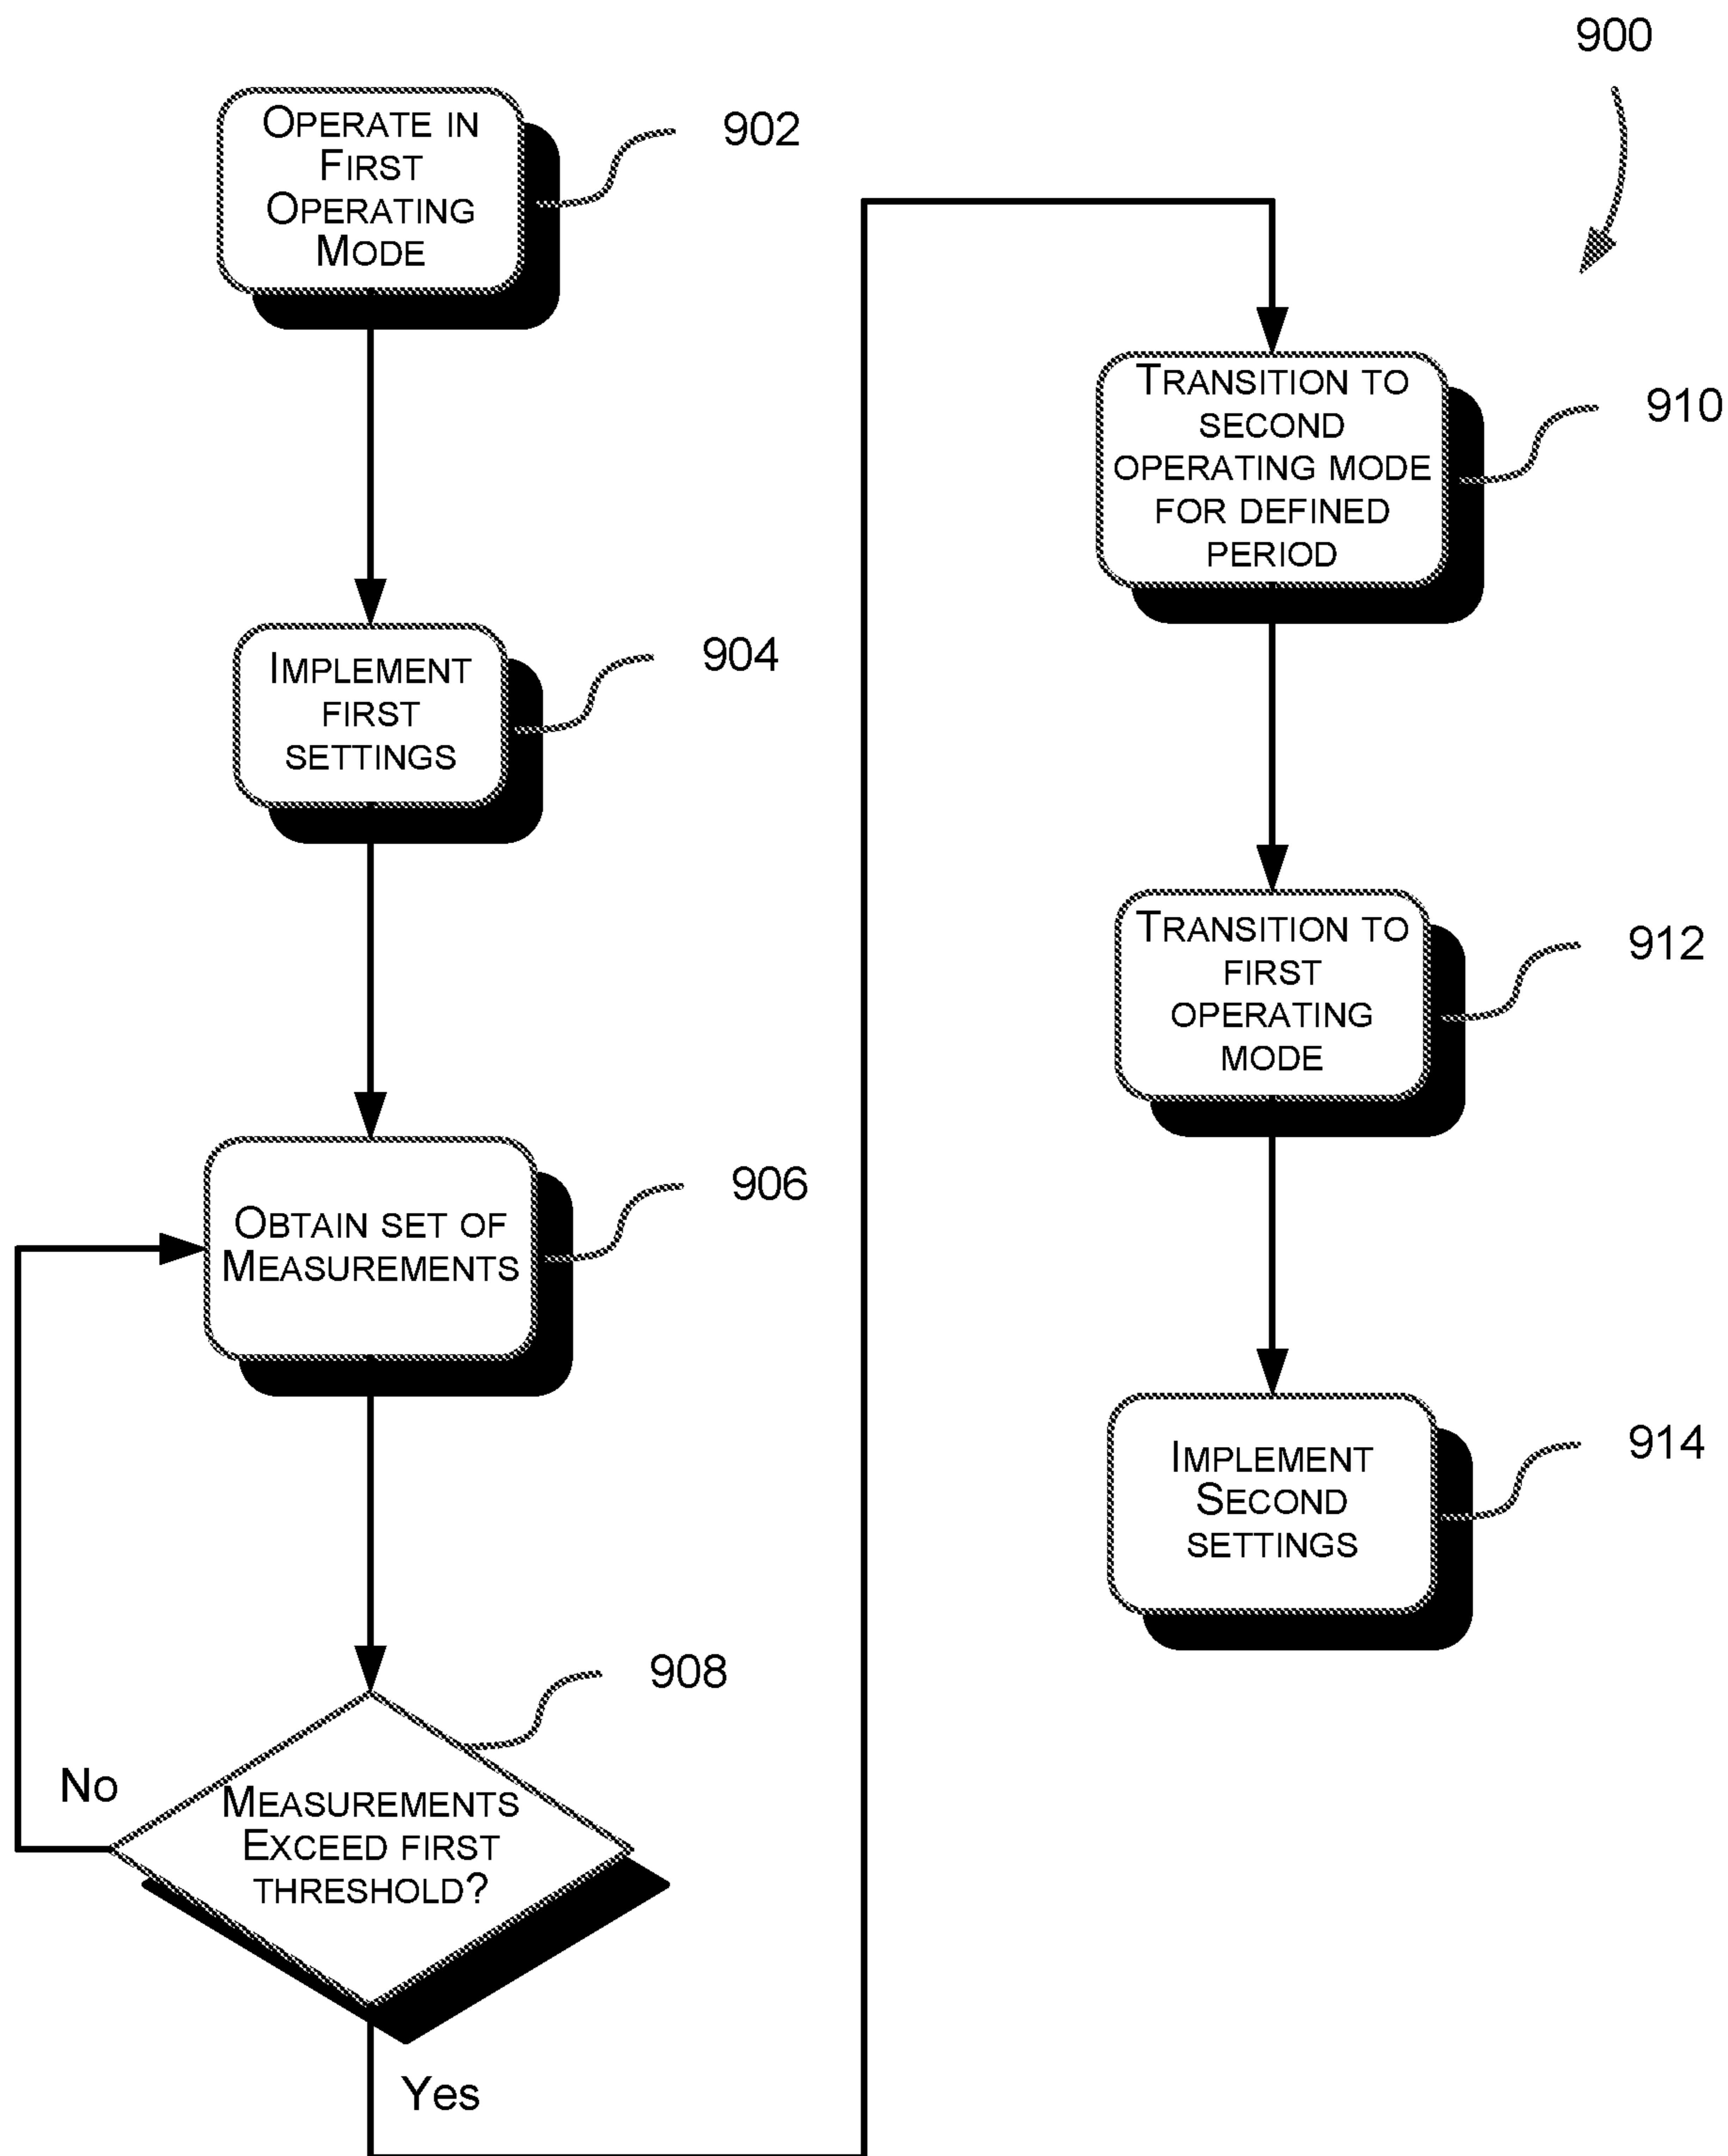 900
OPERATE IN
FIRST
OPERATING
MODE
902
IMPLEMENT
FIRST
SETTINGS
904
OBTAIN SET OF
MEASUREMENTS
906
MEASUREMENTS
EXCEED FIRST
THRESHOLD?
908
No
Yes
TRANSITION TO
SECOND
OPERATING MODE
FOR DEFINED
PERIOD
910
TRANSITION TO
FIRST
OPERATING
MODE
912
IMPLEMENT
SECOND
SETTINGS
914